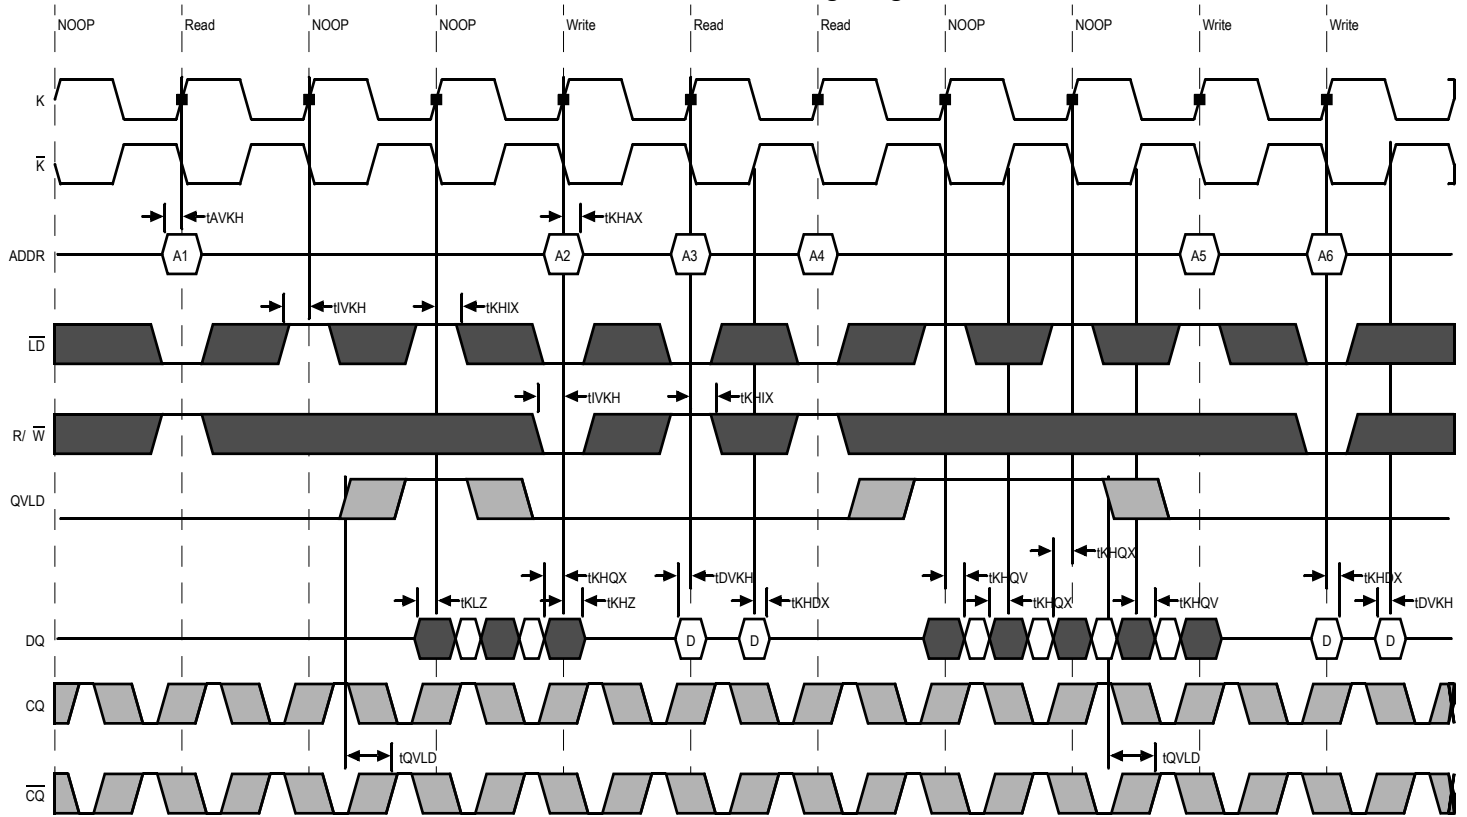 NOOP Read NOOP NOOP Write Read Read NOOP NOOP Write Write
K
K
tAVKH tKHAX
ADDR A1 A2 A3 A4 A5 A6
tIVKH tKHIX
LD
tIVKH tKHIX
R/ W
QVLD
tKHQX
tKHQX tDVKH tKHQV tKHDX
tKLZ tKHZ tKHDX tKHQX tKHQV tDVKH
DQ D D D D
CQ
tQVLD tQVLD
CQ